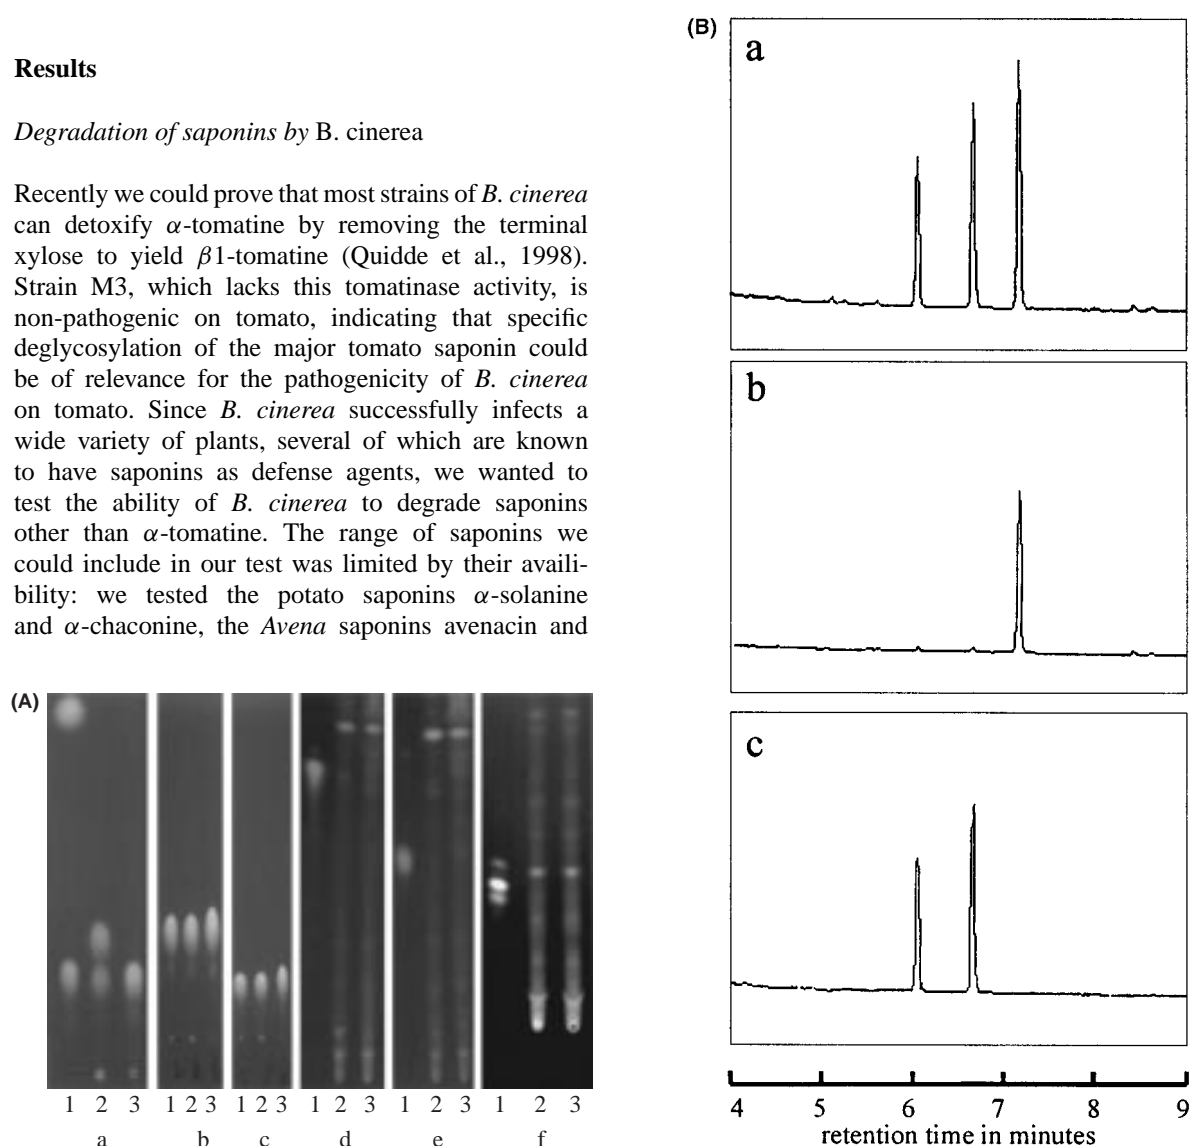 Results
Degradation of saponins by B. cinerea
Recently we could prove that most strains of B. cinerea
can detoxify α-tomatine by removing the terminal
xylose to yield β1-tomatine (Quidde et al., 1998).
Strain M3, which lacks this tomatinase activity, is
non-pathogenic on tomato, indicating that specific
deglycosylation of the major tomato saponin could
be of relevance for the pathogenicity of B. cinerea
on tomato. Since B. cinerea successfully infects a
wide variety of plants, several of which are known
to have saponins as defense agents, we wanted to
test the ability of B. cinerea to degrade saponins
other than α-tomatine. The range of saponins we
could include in our test was limited by their availi-
bility: we tested the potato saponins α-solanine
and α-chaconine, the Avena saponins avenacin and
(A)
1 2 3 1 2 3 1 2 3 1 2 3 1 2 3 1 2 3
a b c d e f
(B)
a
b
c
4 5 6 7 8 9
retention time in minutes